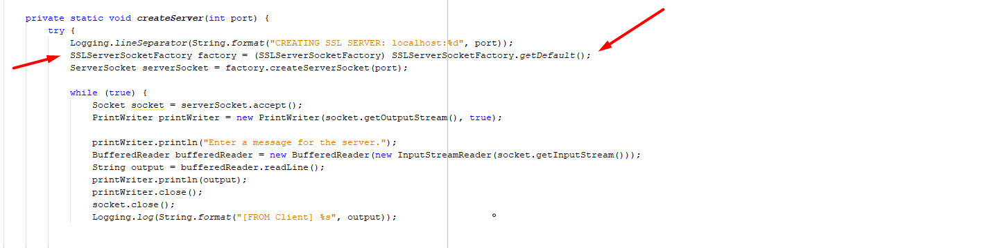 private static void createServer(int port) {
try {
Logging.lineSeparator(String.format("CREATING SSL SERVER: localhost:%d", port));
SSLServerSocketFactory factory = (SSLServerSocketFactory) SSLServerSocketFactory.getDefault();
ServerSocket serverSocket = factory.createServerSocket(port);
while (true) {
Socket socket = serverSocket.accept();
PrintWriter printWriter = new PrintWriter(socket.getOutputStream(), true);
printWriter.println("Enter a message for the server.");
BufferedReader bufferedReader = new BufferedReader(new InputStreamReader(socket.getInputStream()));
String output = bufferedReader.readLine();
printWriter.println(output);
printWriter.close();
socket.close();
Logging.log(String.format("[FROM Client] %s", output));